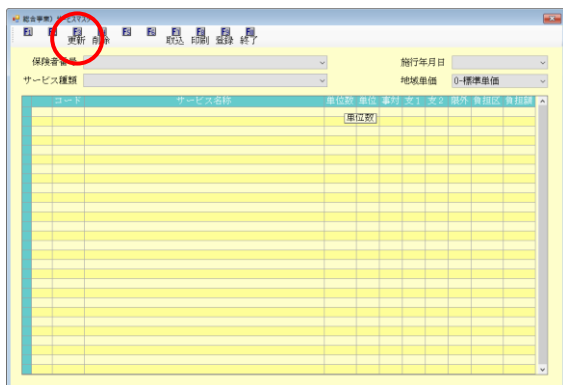 総合事業）サービスマスタ
更新 削除 取込 印刷 登録 終了
保険者番号 施行年月日
サービス種類 地域単価 0-標準単価
コード サービス名称 単位数 単位 事対 支1 支2 限外 負担区 負担額
単位数